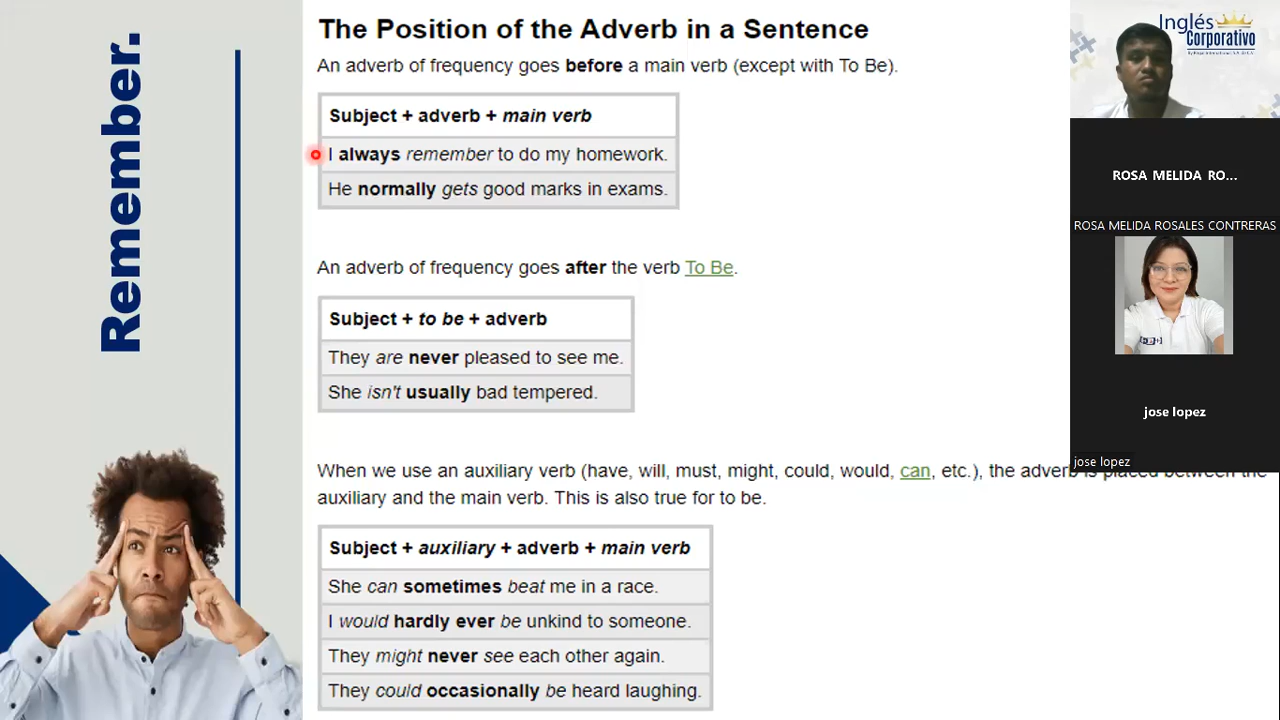 Remember.
The Position of the Adverb in a Sentence
An adverb of frequency goes before a main verb (except with To Be).
Subject + adverb + main verb
I always remember to do my homework.
He normally gets good marks in exams.
An adverb of frequency goes after the verb To Be.
Subject + to be + adverb
They are never pleased to see me.
She isn't usually bad tempered.
When we use an auxiliary verb (have, will, must, might, could, would, can, etc.), the adverb is placed between the
auxiliary and the main verb. This is also true for to be.
Subject + auxiliary + adverb + main verb
She can sometimes beat me in a race.
I would hardly ever be unkind to someone.
They might never see each other again.
They could occasionally be heard laughing.
Inglés
Corporativo
ROSA MELIDA RO...
ROSA MELIDA ROSALES CONTRERAS
jose lopez
jose lopez